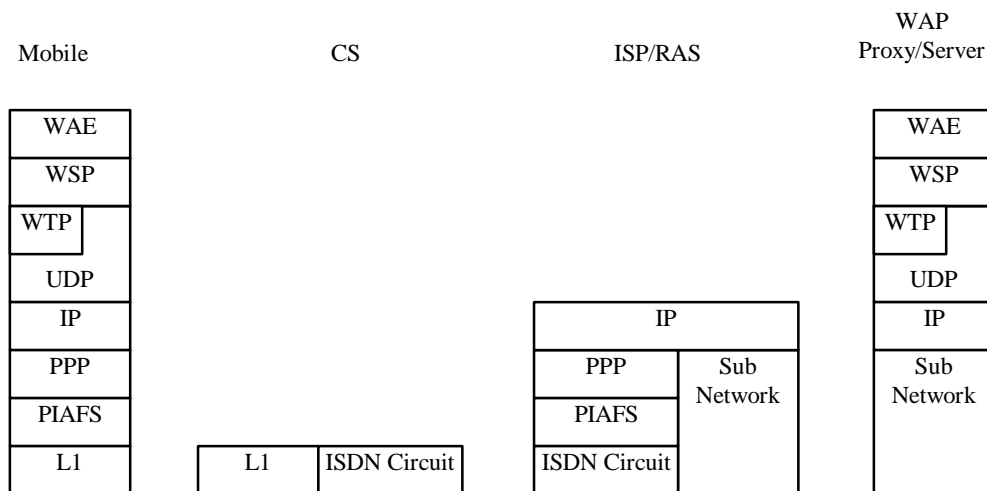 Mobile
CS
ISP/RAS
WAP
Proxy/Server
WAE
WSP
WTP
UDP
IP
PPP
PIAFS
L1
L1
ISDN Circuit
IP
PPP
PIAFS
ISDN Circuit
Sub
Network
WAE
WSP
WTP
UDP
IP
Sub
Network